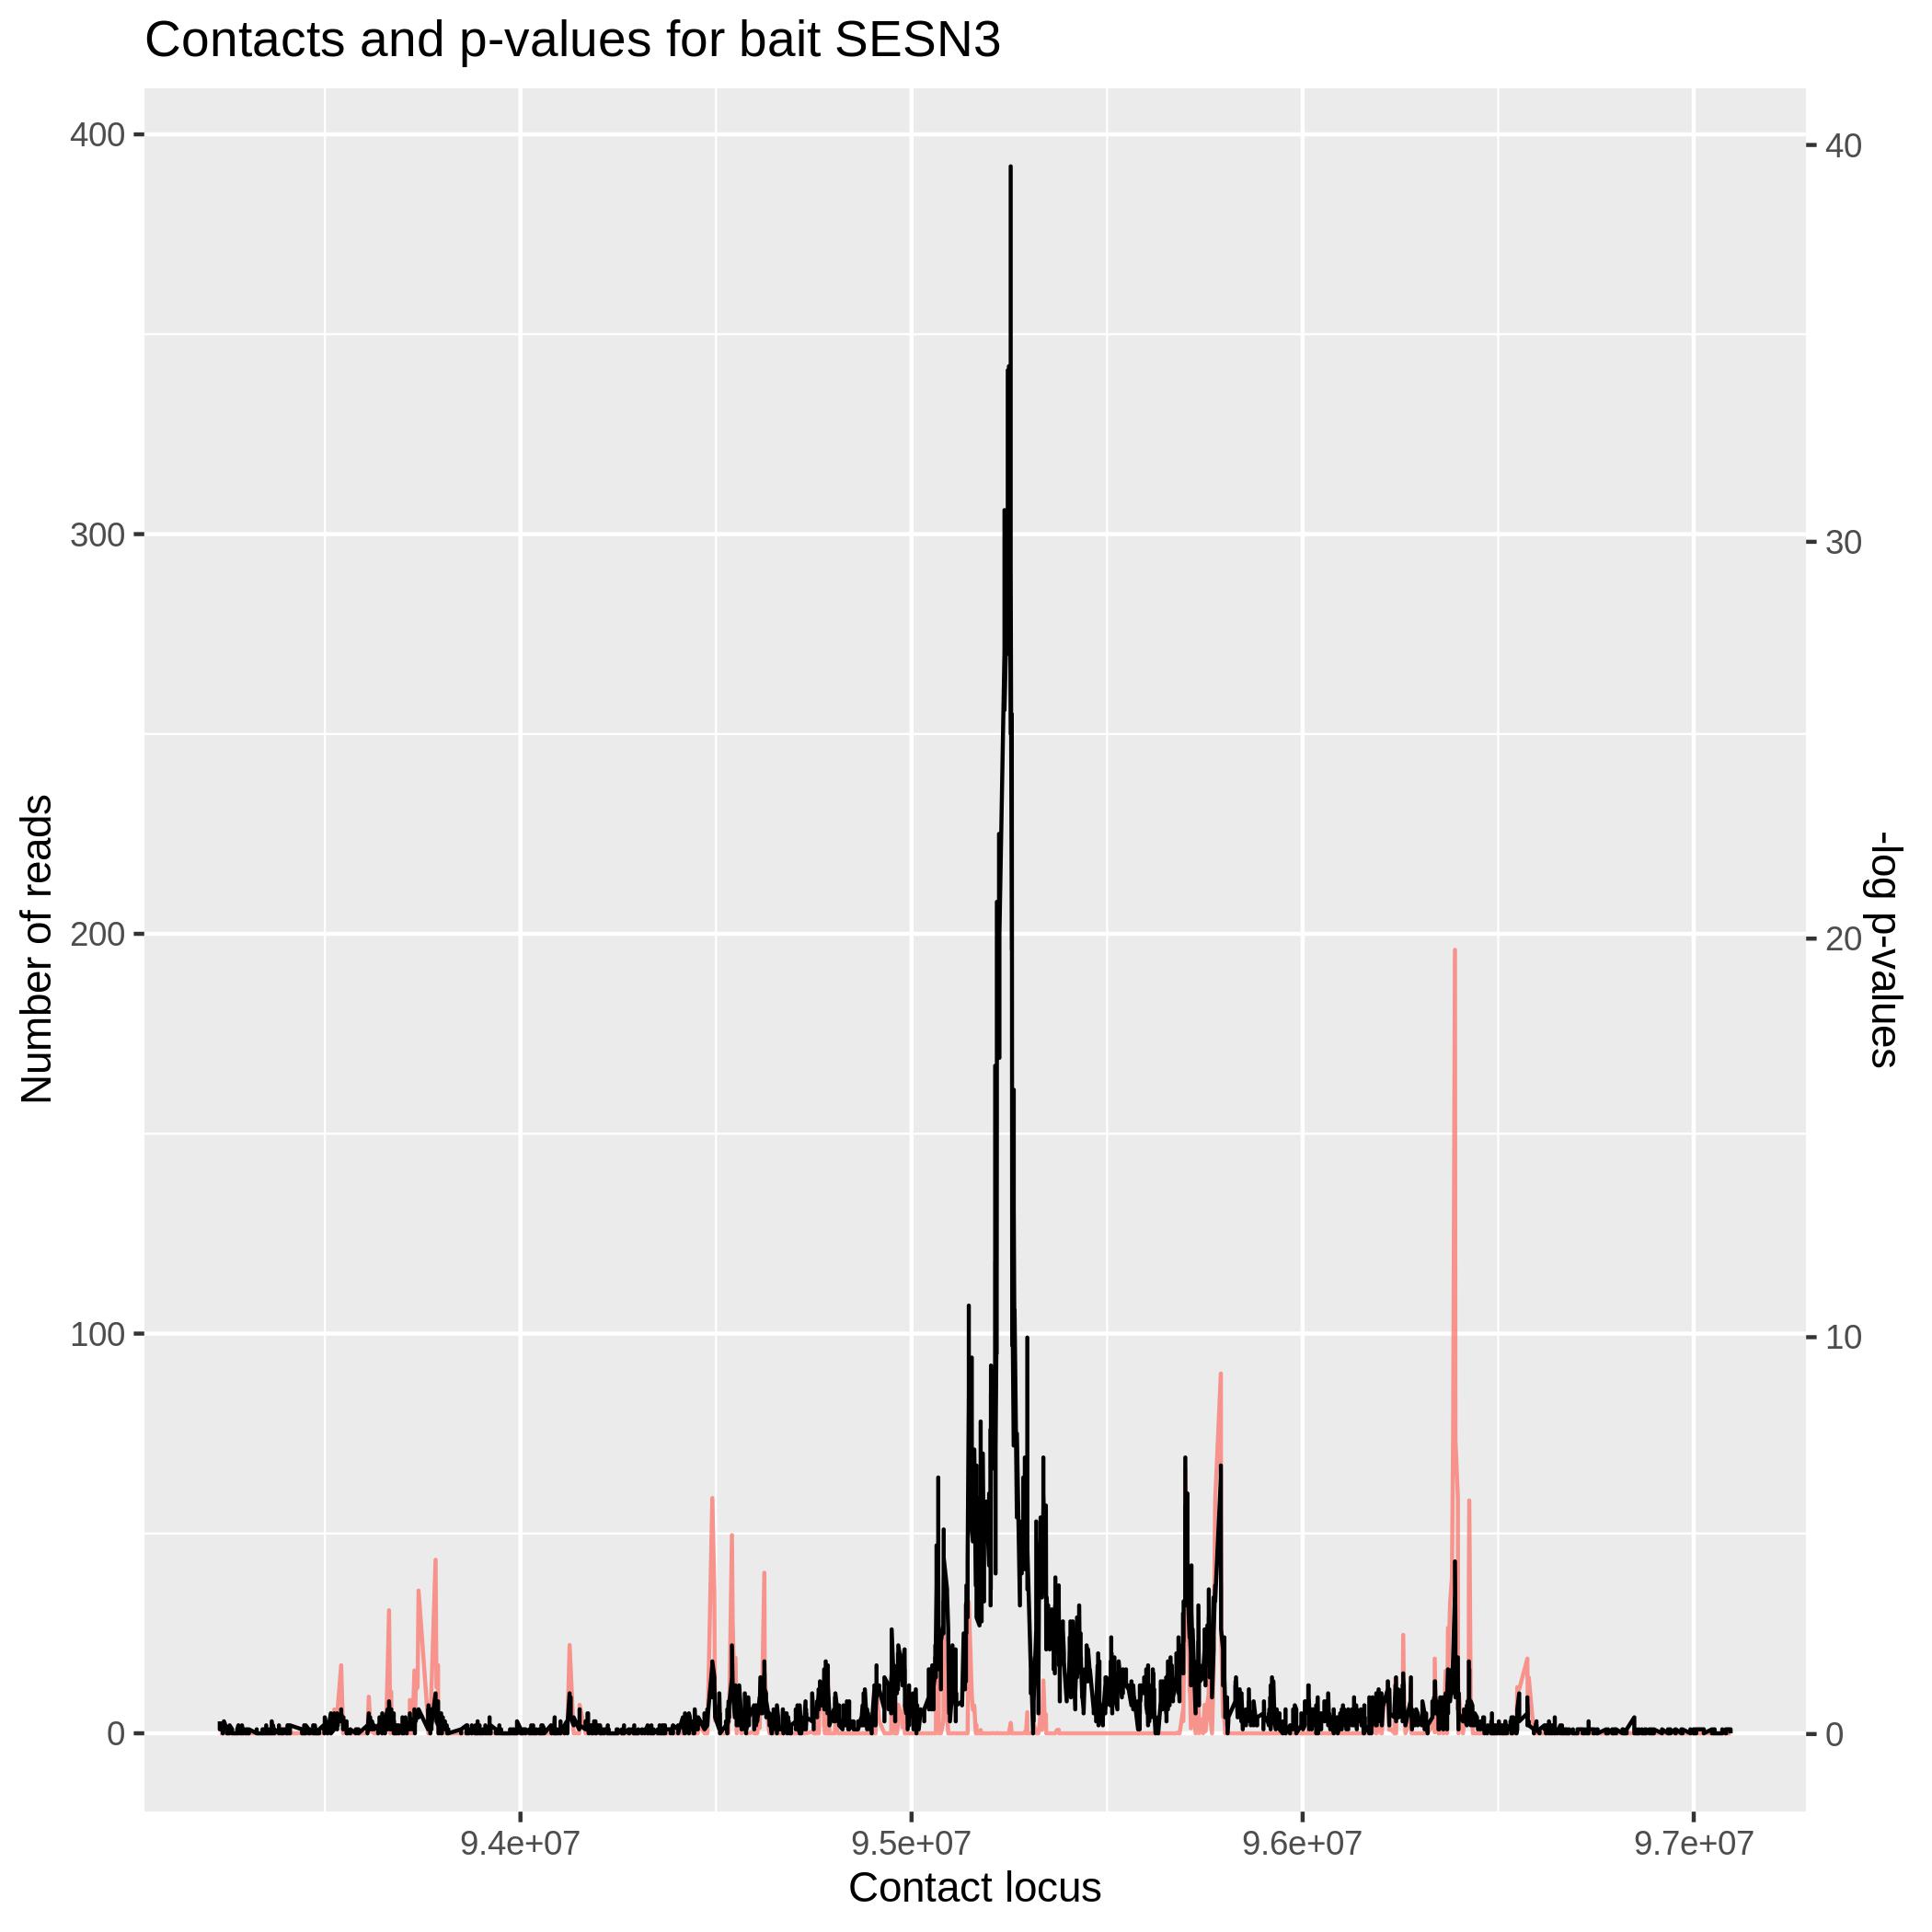 Contacts and p-values for bait SESN3
400
300
200
100
0
Number of reads
40
30
20
10
0
-log p-values
9.4e+07 9.5e+07 9.6e+07 9.7e+07
Contact locus